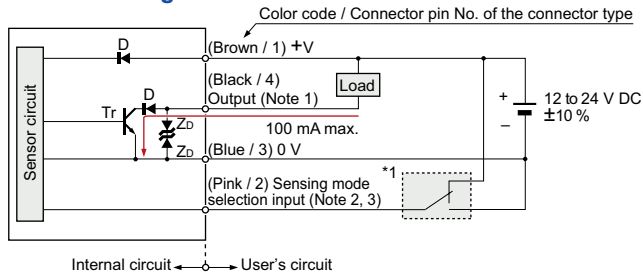 Color code / Connector pin No. of the connector type
D
(Brown / 1) +V
(Black / 4)
Output (Note 1)
Load
D
Tr
ZD
ZD
100 mA max.
+
–
12 to 24 V DC
±10 %
Sensor circuit
(Blue / 3) 0 V
*1
(Pink / 2) Sensing mode
selection input (Note 2, 3)
Internal circuit
User's circuit